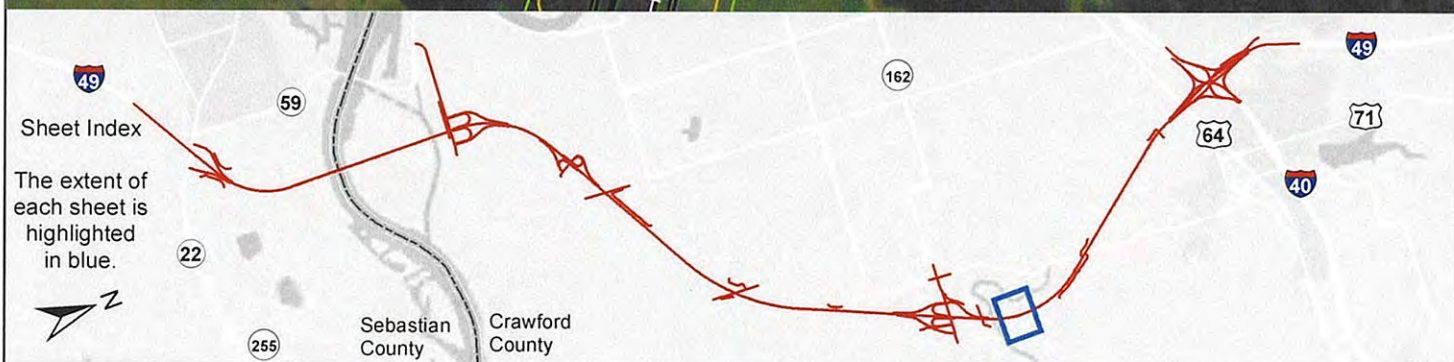 49
59
Sheet Index
The extent of
each sheet is
highlighted
in blue.
22
N
255
Sebastian
County
Crawford
County
162
49
64
71
40